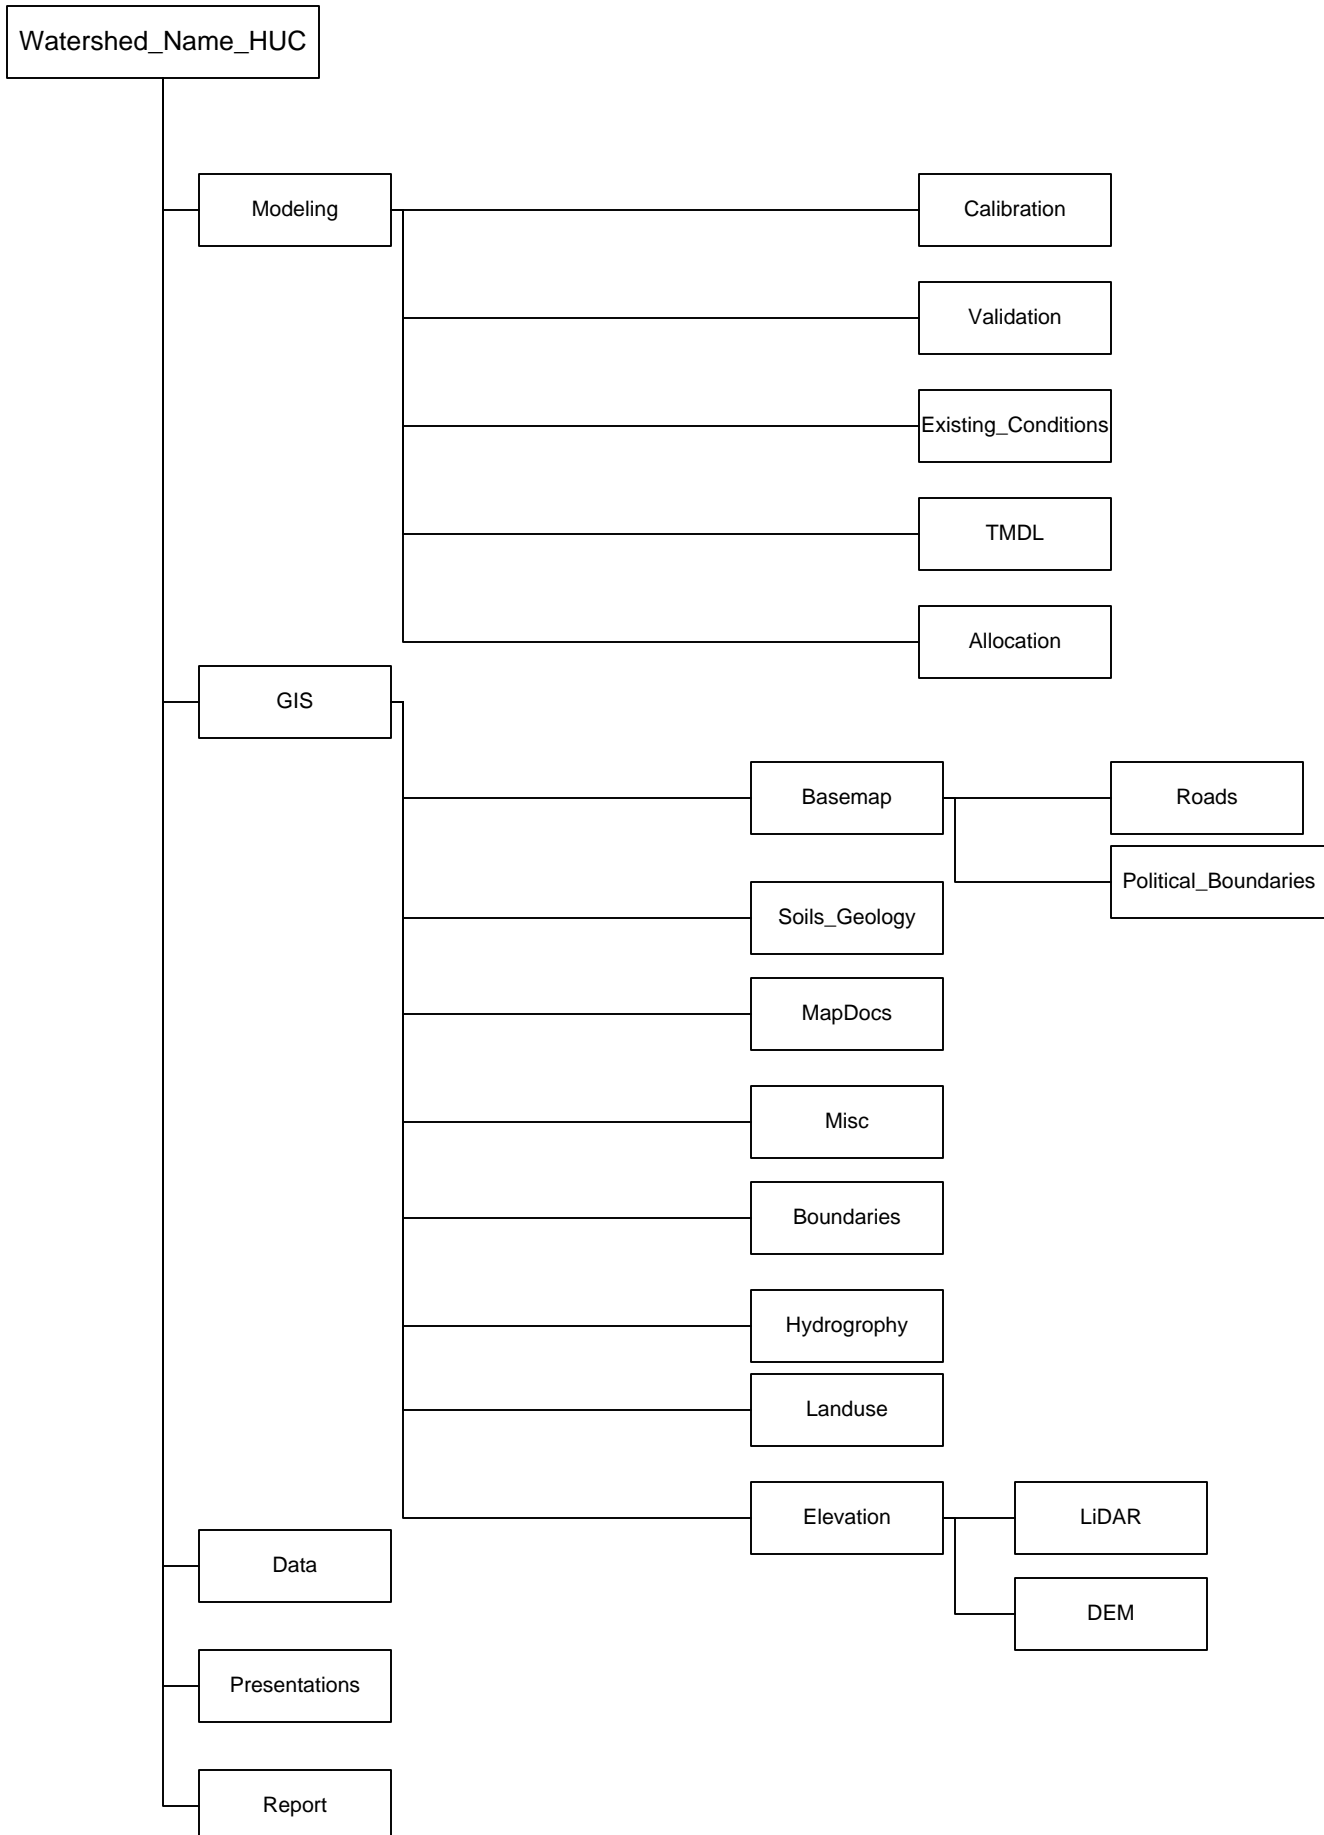 Watershed_Name_HUC
Modeling
Calibration
Validation
Existing_Conditions
TMDL
Allocation
GIS
Basemap
Roads
Political_Boundaries
Soils_Geology
MapDocs
Misc
Boundaries
Hydrogrophy
Landuse
Elevation
LiDAR
DEM
Data
Presentations
Report